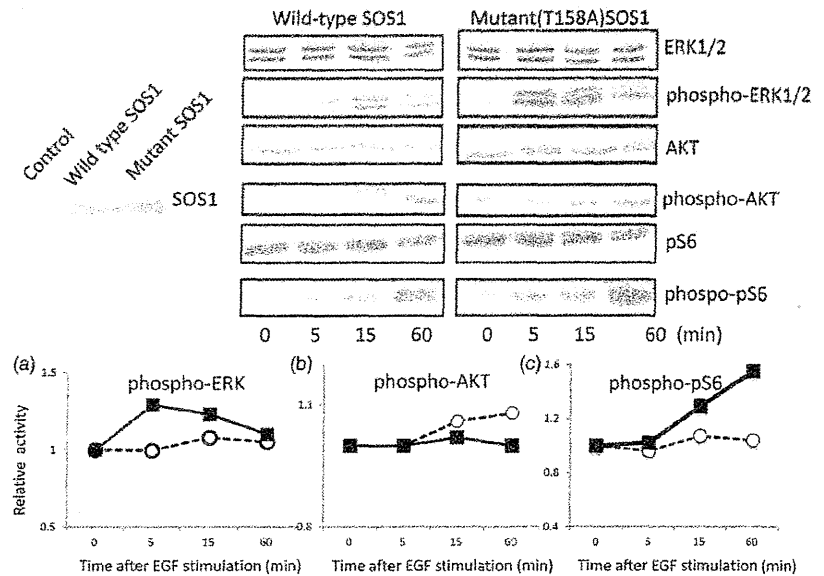 Wild-type SOS1
Mutant(T158A)SOS1
ERK1/2
phospho-ERK1/2
AKT
phospho-AKT
pS6
phospo-pS6
0 5 15 60
0 5 15 60 (min)
Control
Wild type SOS1
Mutant SOS1
SOS1
(a)
phospho-ERK
1.5
1
0.5
Relative activity
0 5 15 60
Time after EGF stimulation (min)
(b)
phospho-AKT
1.3
0.8
0 5 15 60
Time after EGF stimulation (min)
(c)
phospho-pS6
1.6
1.2
0.8
0.4
0 5 15 60
Time after EGF stimulation (min)